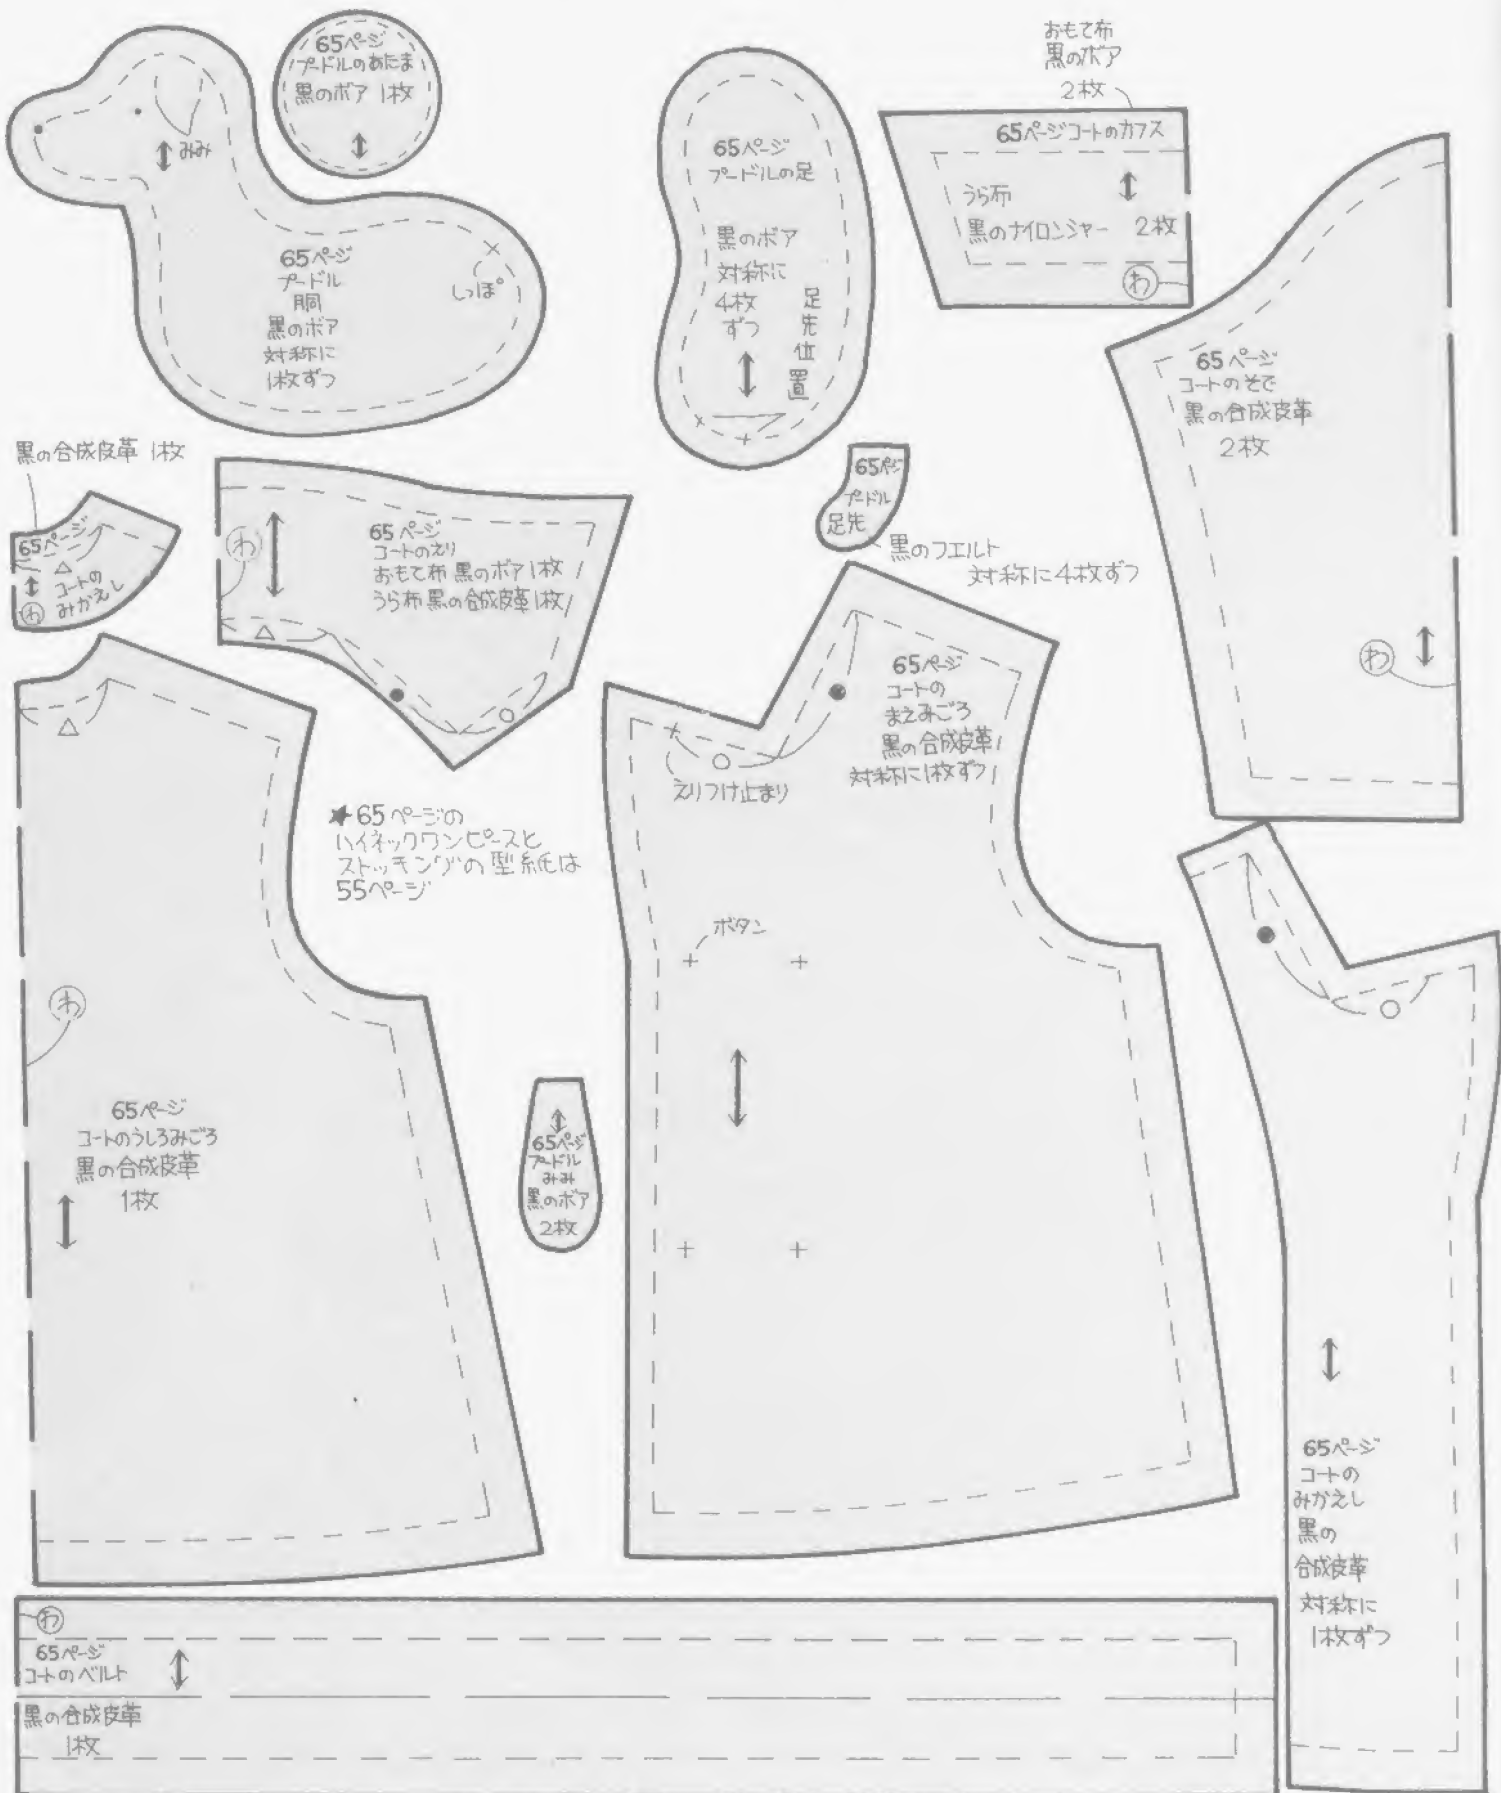 65ページ
プードルのあたま
黒のボア 1枚
みみ
65ページ
プードル
胴
黒のボア
対称に
1枚ずつ
しっぽ
65ページ
プードルの足
黒のボア
対称に
4枚
ずつ
足先位置
おもて布
黒のボア
2枚
65ページコートのカフス
うら布
黒のナイロンジャー 2枚
わ
65ページ
コートのそで
黒の合成皮革
2枚
わ
黒の合成皮革 1枚
65ページ
コートの
みかえし
わ
わ
65ページ
コートのえり
おもて布 黒のボア1枚
うら布 黒の合成皮革1枚
65ページ
プードル
足先
黒のフエルト
対称に4枚ずつ
65ページ
コートの
まえみごろ
黒の合成皮革
対称に1枚ずつ
えりつけ止まり
ボタン
★65ページの
ハイネックワンピースと
ストッキングの型紙は
55ページ
わ
65ページ
コートのうしろみごろ
黒の合成皮革
1枚
65ページ
プードル
みみ
黒のボア
2枚
65ページ
コートの
みかえし
黒の
合成皮革
対称に
1枚ずつ
わ
65ページ
コートのベルト
黒の合成皮革
1枚